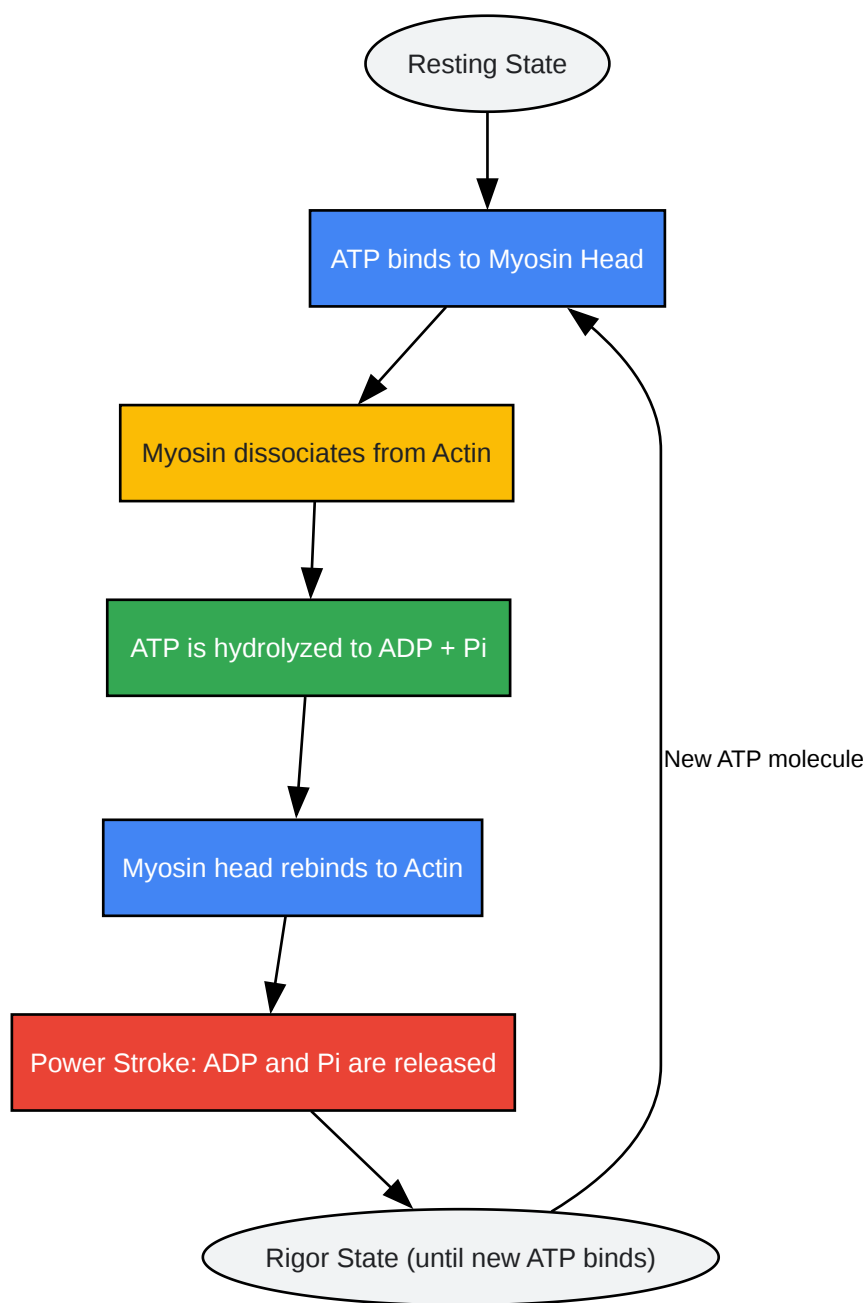 Resting State
ATP binds to Myosin Head
Myosin dissociates from Actin
ATP is hydrolyzed to ADP + Pi
New ATP molecule
Myosin head rebinds to Actin
Power Stroke: ADP and Pi are released
Rigor State (until new ATP binds)